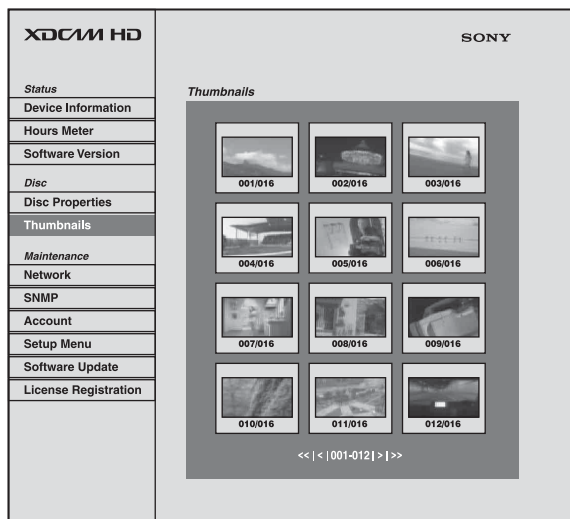 XDCAM HD
SONY
Status
Device Information
Hours Meter
Software Version
Disc
Disc Properties
Thumbnails
Maintenance
Network
SNMP
Account
Setup Menu
Software Update
License Registration
Thumbnails
001/016 002/016 003/016
004/016 005/016 006/016
007/016 008/016 009/016
010/016 011/016 012/016
<< | < | 001-012 | > | >>